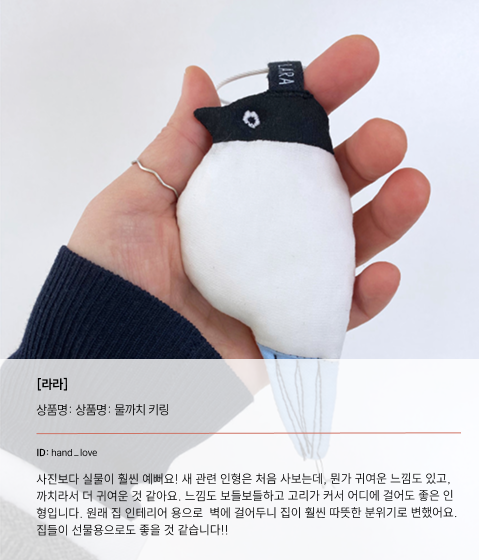 LARA
[라라]
상품명: 상품명: 물까치 키링
ID: hand_love
사진보다 실물이 훨씬 예뻐요! 새 관련 인형은 처음 사보는데, 뭔가 귀여운 느낌도 있고,
까치라서 더 귀여운 것 같아요. 느낌도 보들보들하고 고리가 커서 어디에 걸어도 좋은 인
형입니다. 원래 집 인테리어 용으로 벽에 걸어두니 집이 훨씬 따뜻한 분위기로 변했어요.
집들이 선물용으로도 좋을 것 같습니다!!